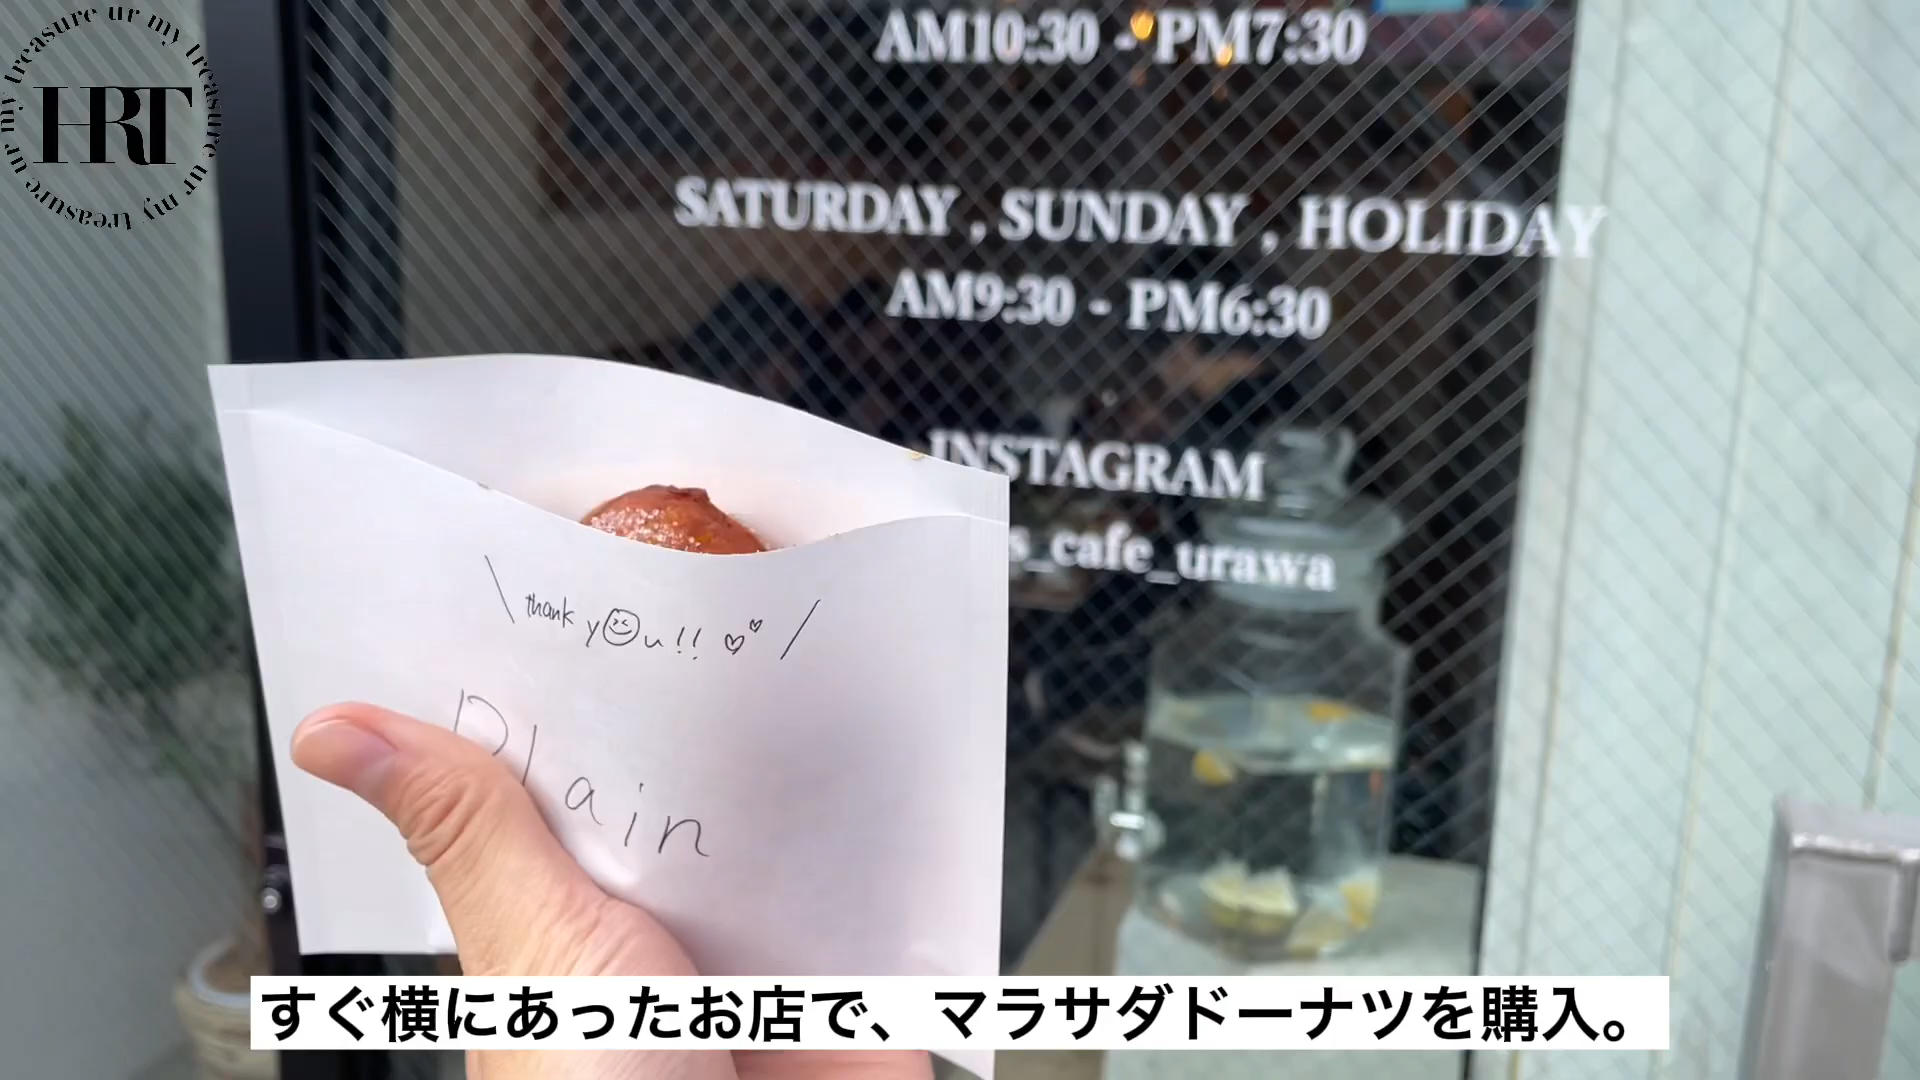 ur my treasure ur my treasure ur my treasure
HRT
AM10:30 - PM7:30
SATURDAY , SUNDAY , HOLIDAY
AM9:30 - PM6:30
INSTAGRAM
s_cafe_urawa
\ thank you!! ♡♡ /
Plain
すぐ横にあったお店で、マラサダドーナツを購入。